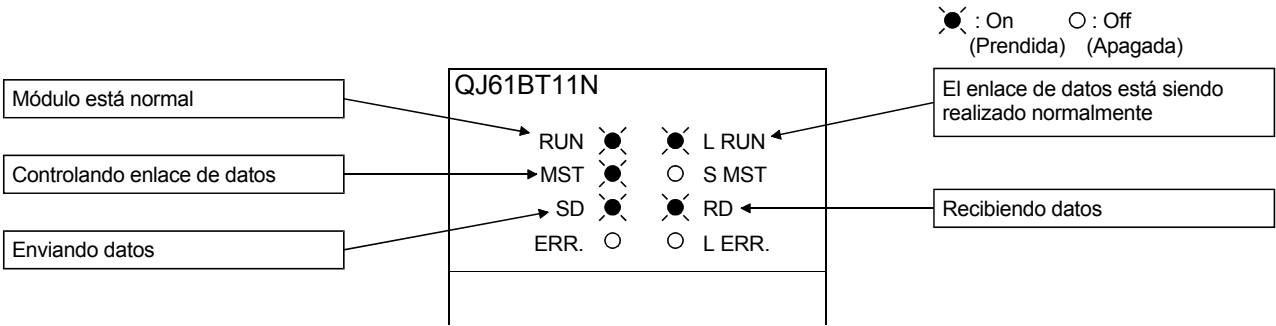 : On : Off
(Prendida) (Apagada)
QJ61BT11N
Módulo está normal
Controlando enlace de datos
Enviando datos
RUN L RUN
MST S MST
SD RD
ERR. L ERR.
El enlace de datos está siendo
realizado normalmente
Recibiendo datos